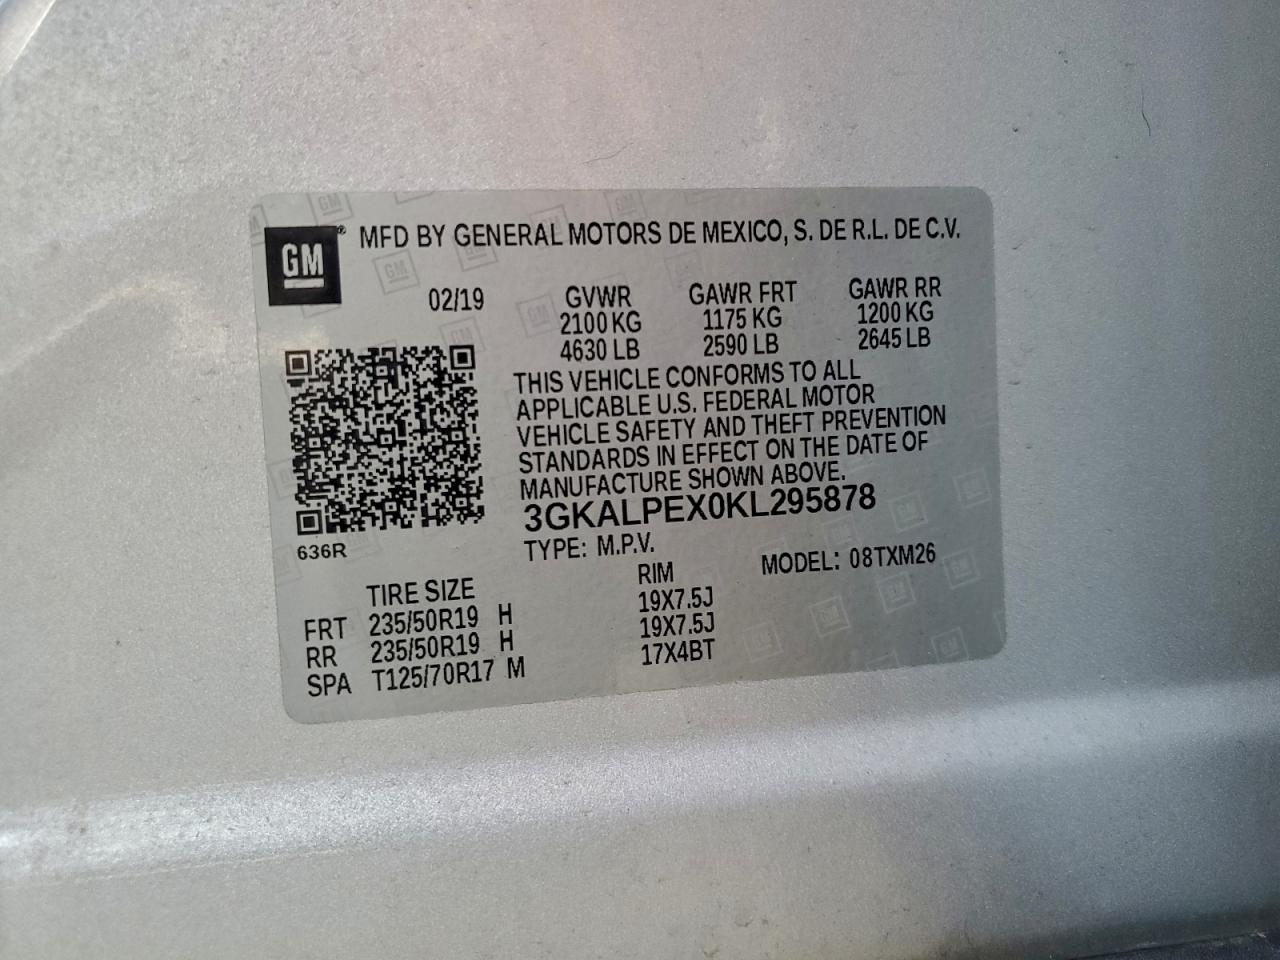 GM® MFD BY GENERAL MOTORS DE MEXICO, S. DE R.L. DE C.V.
02/19 GVWR GAWR FRT GAWR RR
2100 KG 1175 KG 1200 KG
4630 LB 2590 LB 2645 LB
THIS VEHICLE CONFORMS TO ALL
APPLICABLE U.S. FEDERAL MOTOR
VEHICLE SAFETY AND THEFT PREVENTION
STANDARDS IN EFFECT ON THE DATE OF
MANUFACTURE SHOWN ABOVE.
3GKALPEX0KL295878
636R TYPE: M.P.V. MODEL: 08TXM26
TIRE SIZE RIM
FRT 235/50R19 H 19X7.5J
RR 235/50R19 H 19X7.5J
SPA T125/70R17 M 17X4BT